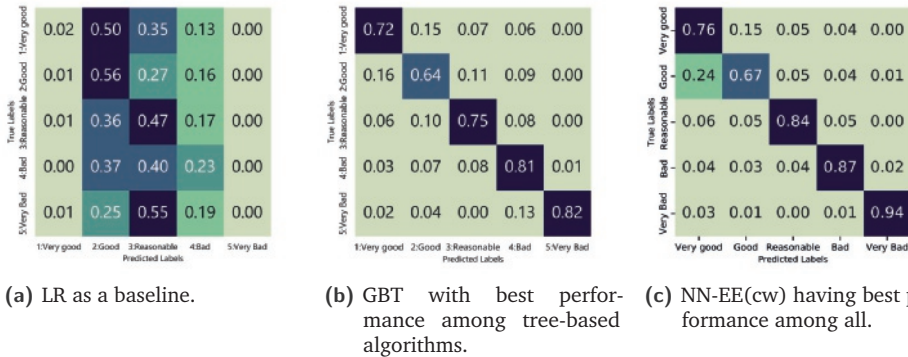 True Labels
1:Very good
0.02 0.50 0.35 0.13 0.00
2:Good
0.01 0.56 0.27 0.16 0.00
3:Reasonable
0.01 0.36 0.47 0.17 0.00
4:Bad
0.00 0.37 0.40 0.23 0.00
5:Very Bad
0.01 0.25 0.55 0.19 0.00
1:Very good 2:Good 3:Reasonable 4:Bad 5:Very Bad
Predicted Labels
(a) LR as a baseline.
True Labels
1:Very good
0.72 0.15 0.07 0.06 0.00
2:Good
0.16 0.64 0.11 0.09 0.00
3:Reasonable
0.06 0.10 0.75 0.08 0.00
4:Bad
0.03 0.07 0.08 0.81 0.01
5:Very Bad
0.02 0.04 0.00 0.13 0.82
1:Very good 2:Good 3:Reasonable 4:Bad 5:Very Bad
Predicted Labels
(b) GBT with best perfor-
mance among tree-based
algorithms.
True Labels
Very good
0.76 0.15 0.05 0.04 0.00
Good
0.24 0.67 0.05 0.04 0.01
Reasonable
0.06 0.05 0.84 0.05 0.00
Bad
0.04 0.03 0.04 0.87 0.02
Very Bad
0.03 0.01 0.00 0.01 0.94
Very good Good Reasonable Bad Very Bad
Predicted Labels
(c) NN-EE(cw) having best
formance among all.